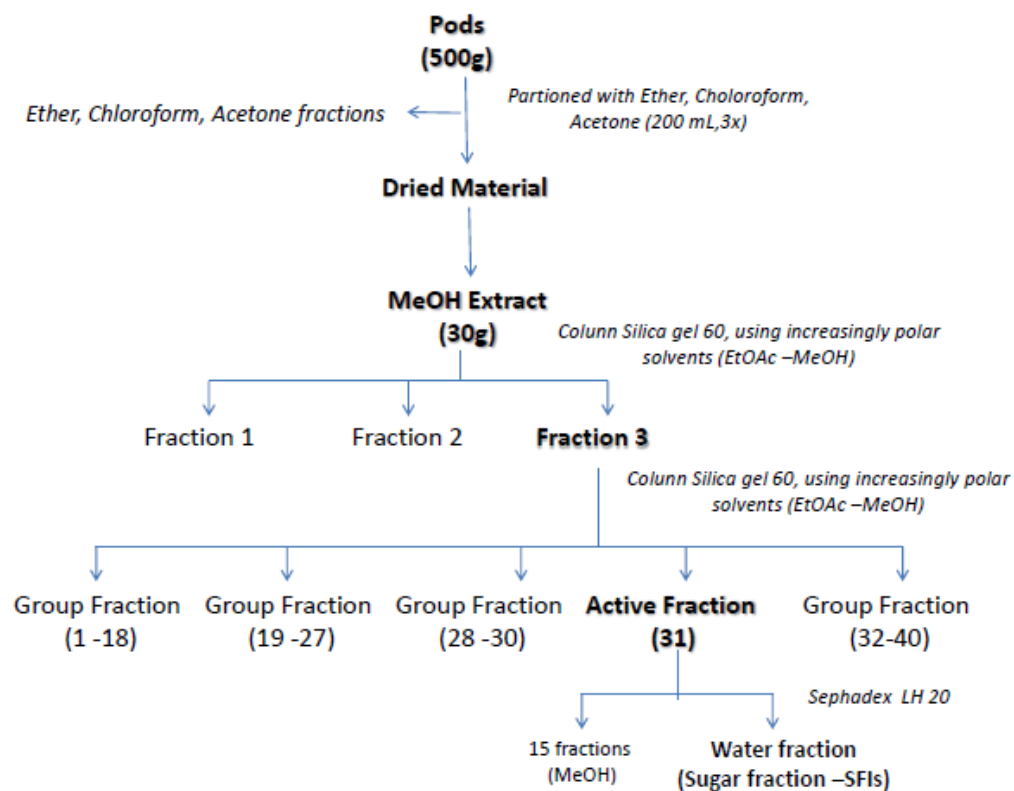 Pods
(500g)
Partioned with Ether, Choloroform,
Acetone (200 mL,3x)
Ether, Chloroform, Acetone fractions
Dried Material
MeOH Extract
(30g)
Colunn Silica gel 60, using increasingly polar
solvents (EtOAc –MeOH)
Fraction 1
Fraction 2
Fraction 3
Colunn Silica gel 60, using increasingly polar
solvents (EtOAc –MeOH)
Group Fraction
(1 -18)
Group Fraction
(19 -27)
Group Fraction
(28 -30)
Active Fraction
(31)
Group Fraction
(32-40)
Sephadex LH 20
15 fractions
(MeOH)
Water fraction
(Sugar fraction –SFIs)